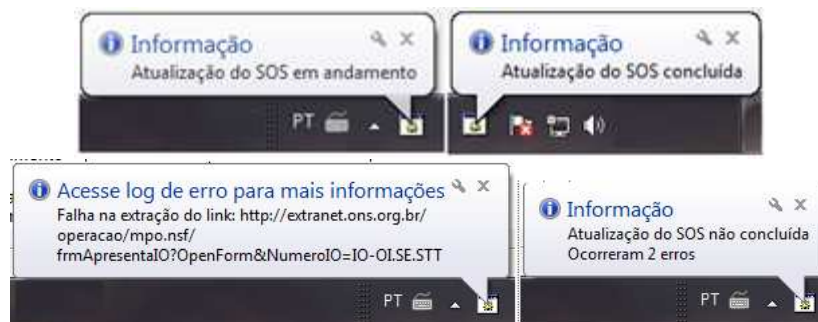 Informação
Atualização do SOS em andamento
PT
Informação
Atualização do SOS concluída
Acesse log de erro para mais informações
Falha na extração do link: http://extranet.ons.org.br/
operacao/mpo.nsf/
frmApresentaIO?OpenForm&NumeroIO=IO-OI.SE.STT
PT
Informação
Atualização do SOS não concluída
Ocorreram 2 erros
PT